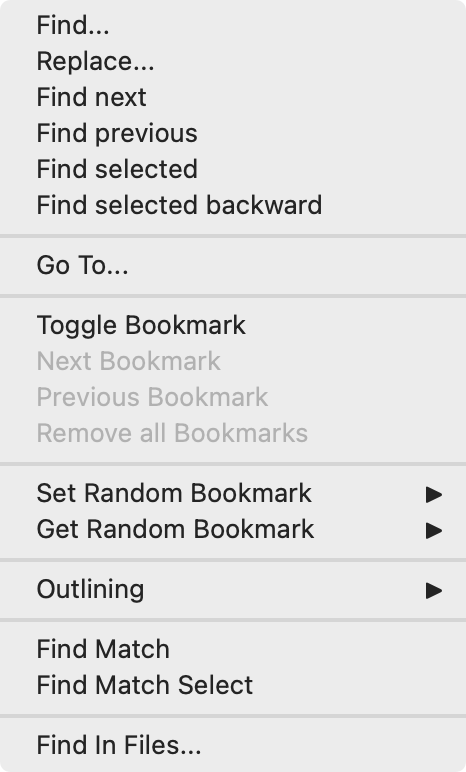 Find...
Replace...
Find next
Find previous
Find selected
Find selected backward
Go To...
Toggle Bookmark
Next Bookmark
Previous Bookmark
Remove all Bookmarks
Set Random Bookmark
Get Random Bookmark
Outlining
Find Match
Find Match Select
Find In Files...